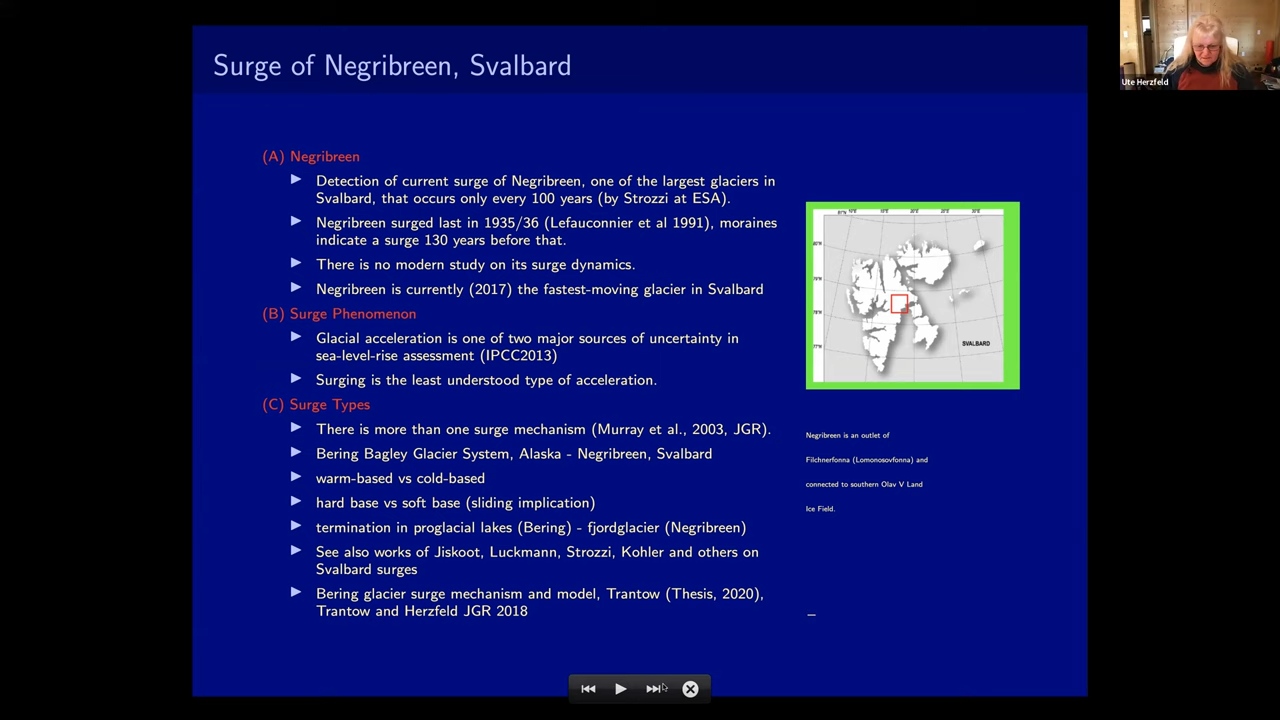 Surge of Negribreen, Svalbard
Ute Herzfeld
(A) Negribreen
Detection of current surge of Negribreen, one of the largest glaciers in
Svalbard, that occurs only every 100 years (by Strozzi at ESA).
Negribreen surged last in 1935/36 (Lefauconnier et al 1991), moraines
indicate a surge 130 years before that.
There is no modern study on its surge dynamics.
Negribreen is currently (2017) the fastest-moving glacier in Svalbard
(B) Surge Phenomenon
Glacial acceleration is one of two major sources of uncertainty in
sea-level-rise assessment (IPCC2013)
Surging is the least understood type of acceleration.
(C) Surge Types
There is more than one surge mechanism (Murray et al., 2003, JGR).
Bering Bagley Glacier System, Alaska - Negribreen, Svalbard
warm-based vs cold-based
hard base vs soft base (sliding implication)
termination in proglacial lakes (Bering) - fjordglacier (Negribreen)
See also works of Jiskoot, Luckmann, Strozzi, Kohler and others on
Svalbard surges
Bering glacier surge mechanism and model, Trantow (Thesis, 2020),
Trantow and Herzfeld JGR 2018
SVALBARD
Negribreen is an outlet of
Filchnerfonna (Lomonosovfonna) and
connected to southern Olav V Land
Ice Field.